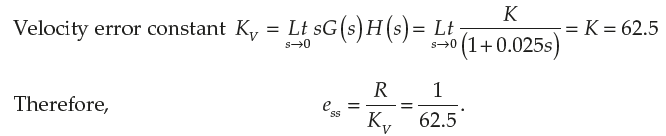 Velocity error constant K_V = Lt_{s→0} sG(s)H(s) = Lt_{s→0} K/(1+0.025s) = K = 62.5
Therefore, e_ss = R/K_V = 1/62.5.